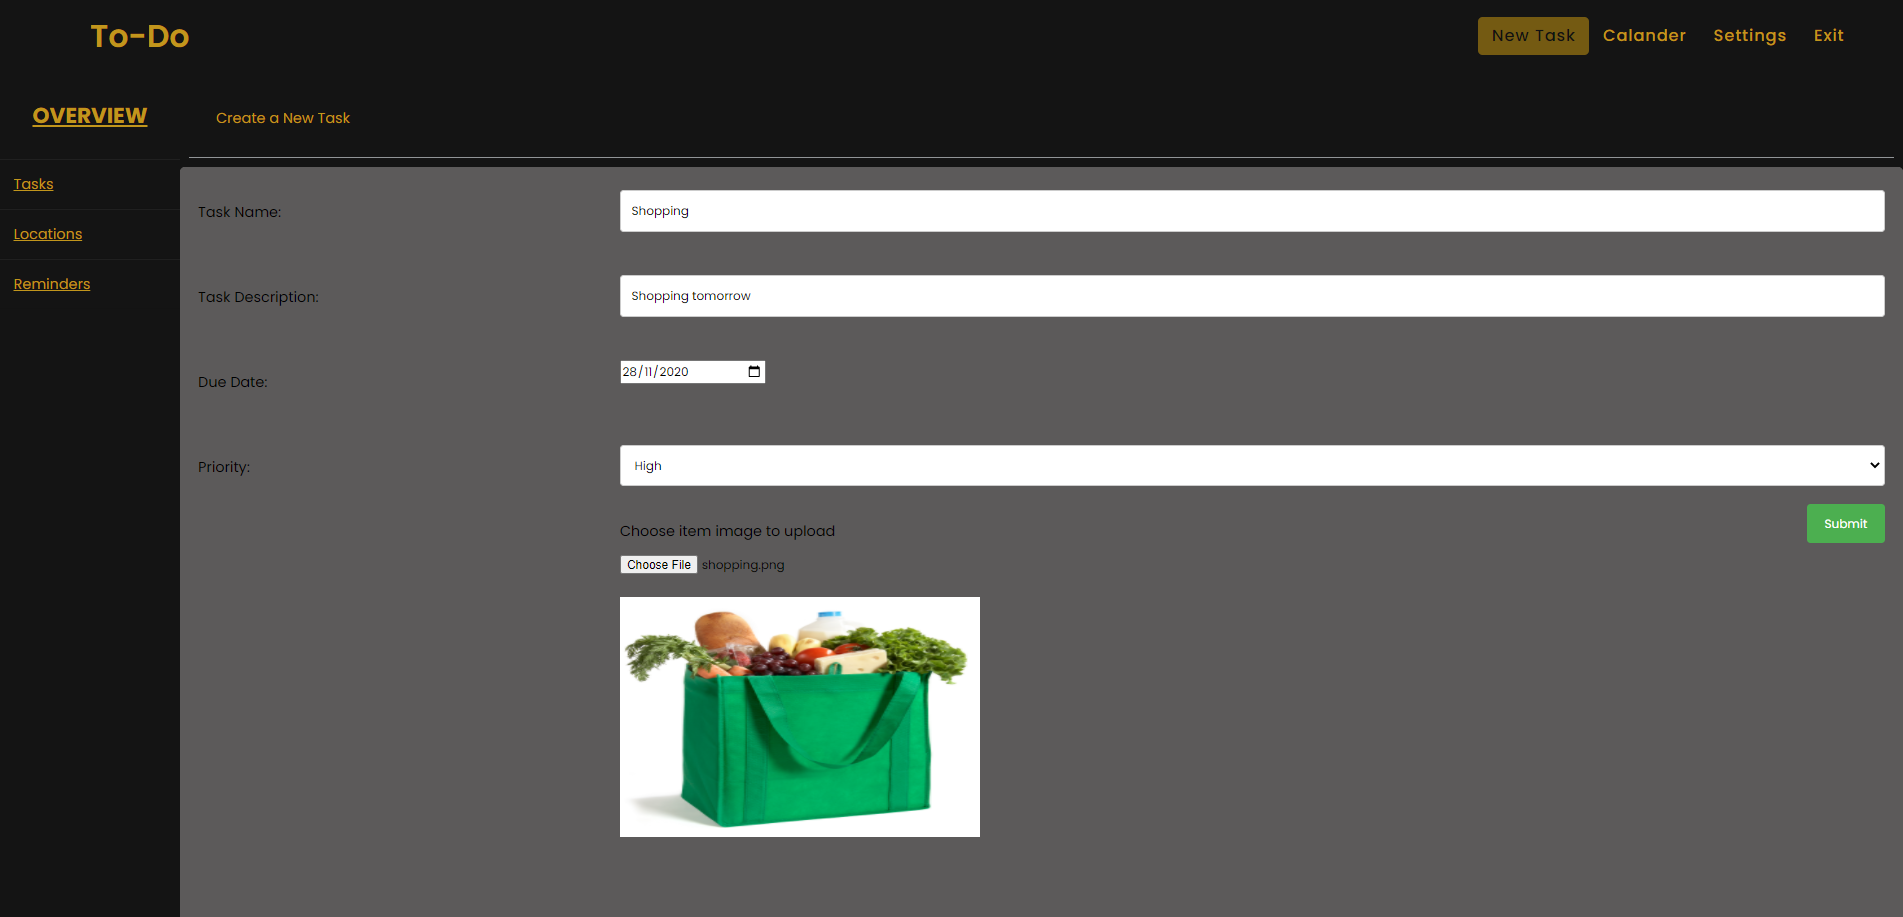 To-Do
New Task Calander Settings Exit
OVERVIEW
Create a New Task
Tasks
Locations
Reminders
Task Name:
Shopping
Task Description:
Shopping tomorrow
Due Date:
28/11/2020
Priority:
High
Submit
Choose item image to upload
Choose File shopping.png